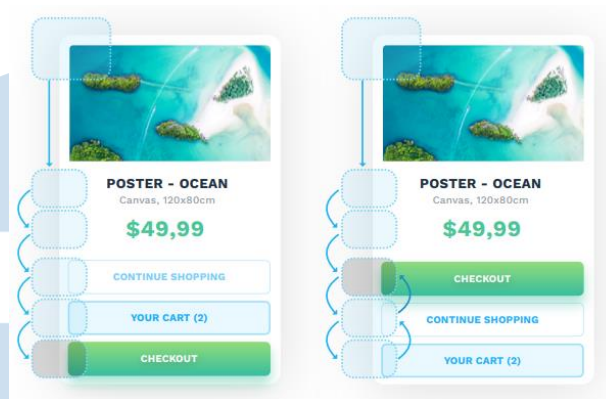 POSTER - OCEAN
Canvas, 120x80cm
$49,99
CONTINUE SHOPPING
YOUR CART (2)
CHECKOUT
POSTER - OCEAN
Canvas, 120x80cm
$49,99
CHECKOUT
CONTINUE SHOPPING
YOUR CART (2)